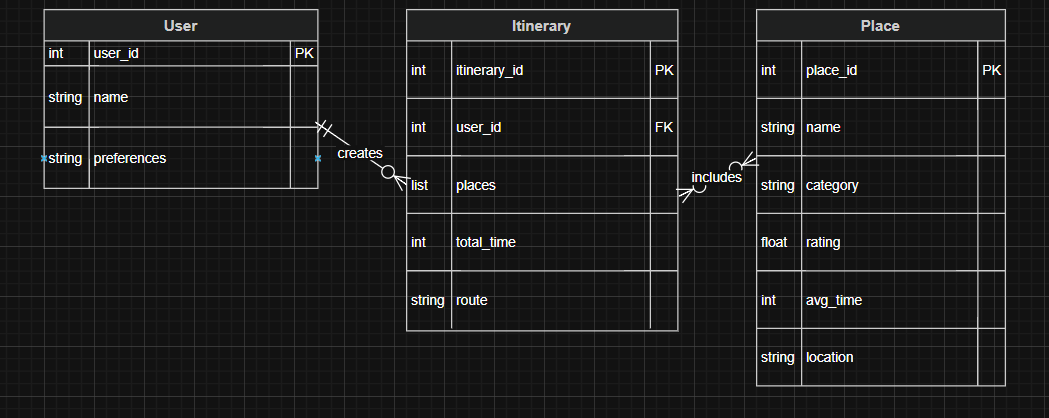 User
int user_id PK
string name
string preferences
creates
Itinerary
int itinerary_id PK
int user_id FK
list places
int total_time
string route
includes
Place
int place_id PK
string name
string category
float rating
int avg_time
string location